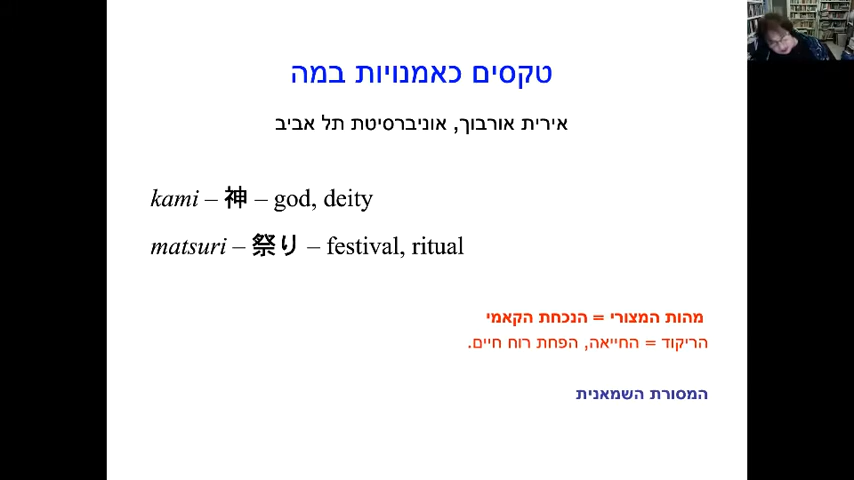 טקסים כאמנויות במה
אירית אורבוך, אוניברסיטת תל אביב
kami – 神 – god, deity
matsuri – 祭り – festival, ritual
מהות המצורי = הנכחת הקאמי
הריקוד = החייאה, הפחת רוח חיים.
המסורת השמאנית